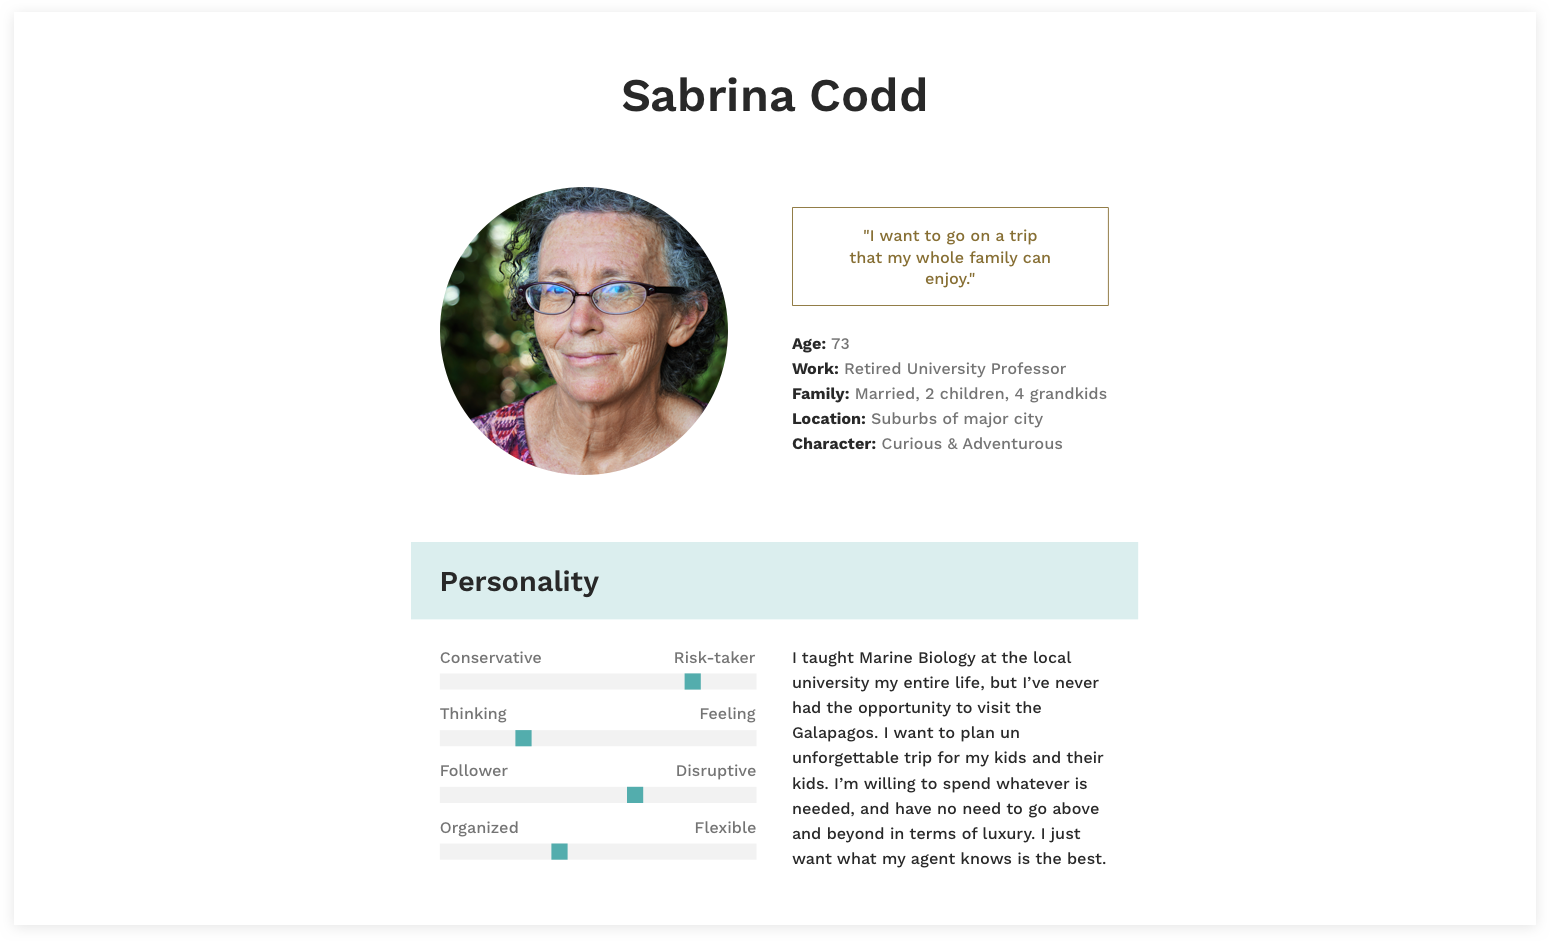 Sabrina Codd
"I want to go on a trip
that my whole family can
enjoy."
Age: 73
Work: Retired University Professor
Family: Married, 2 children, 4 grandkids
Location: Suburbs of major city
Character: Curious & Adventurous
Personality
Conservative Risk-taker
Thinking Feeling
Follower Disruptive
Organized Flexible
I taught Marine Biology at the local
university my entire life, but I’ve never
had the opportunity to visit the
Galapagos. I want to plan un
unforgettable trip for my kids and their
kids. I’m willing to spend whatever is
needed, and have no need to go above
and beyond in terms of luxury. I just
want what my agent knows is the best.